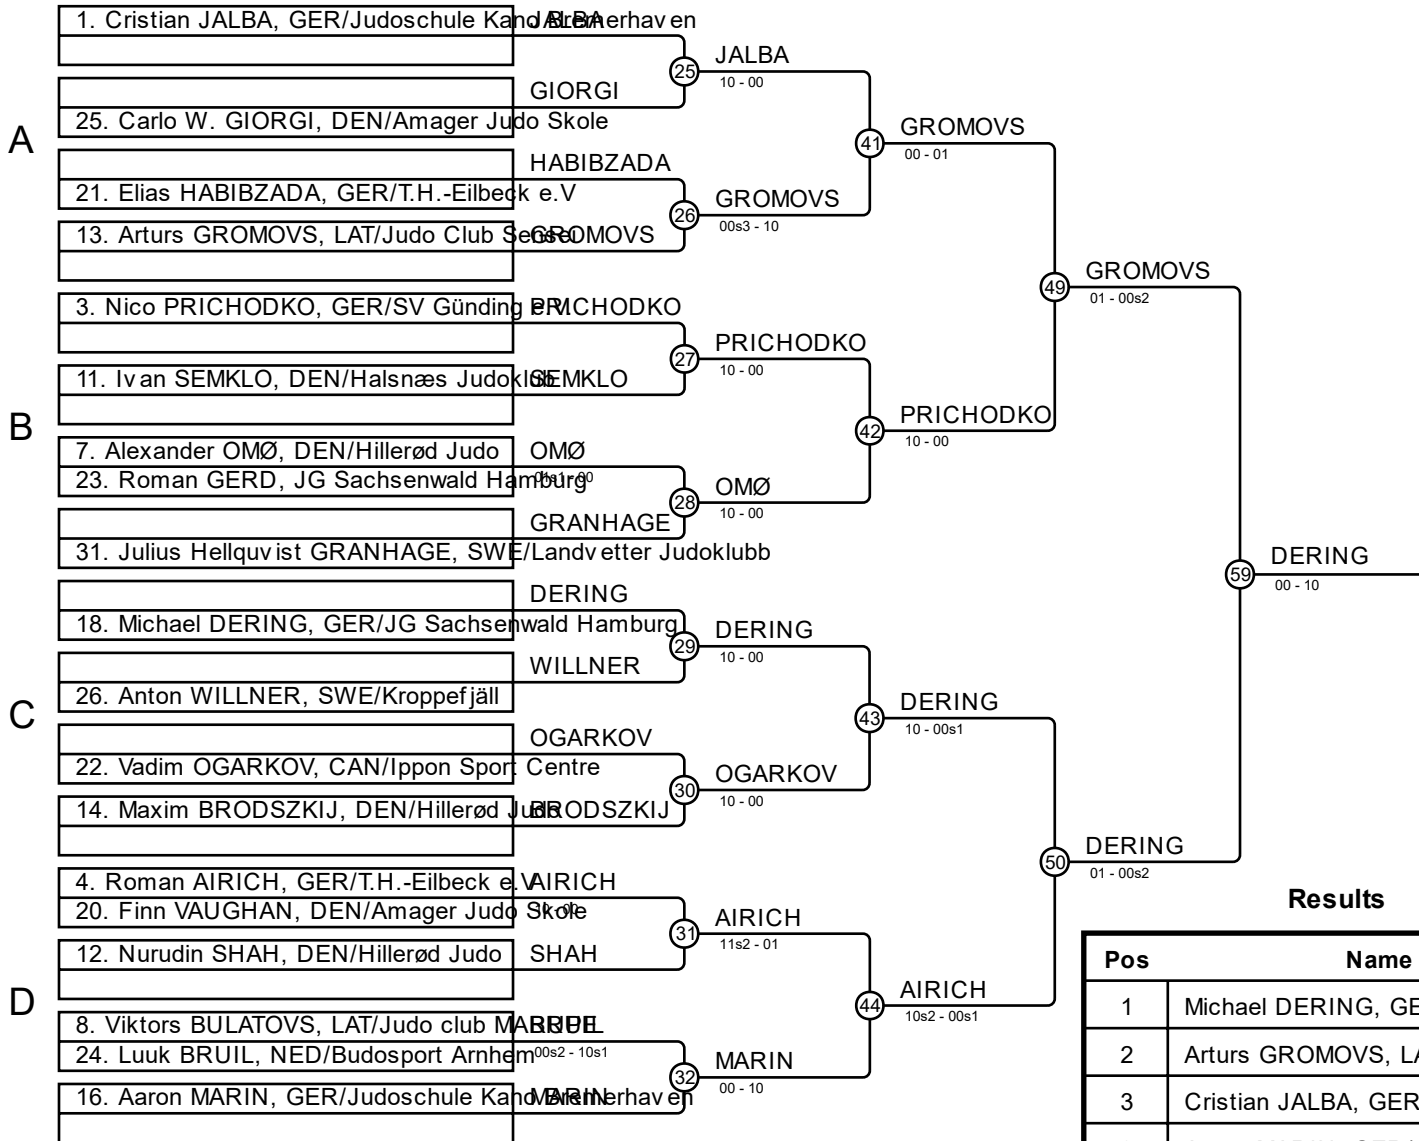 1. Cristian JALBA, GER/Judoschule Kano Bremerhaven
JALBA
25
JALBA
10 - 00
GIORGI
25. Carlo W. GIORGI, DEN/Amager Judo Skole
A
41
GROMOVS
00 - 01
HABIBZADA
21. Elias HABIBZADA, GER/T.H.-Eilbeck e.V
26
GROMOVS
00s3 - 10
13. Arturs GROMOVS, LAT/Judo Club Sensei
GROMOVS
49
GROMOVS
01 - 00s2
3. Nico PRICHODKO, GER/SV Günding e.V.
PRICHODKO
27
PRICHODKO
10 - 00
11. Ivan SEMKLO, DEN/Halsnæs Judoklub
SEMKLO
B
42
PRICHODKO
10 - 00
7. Alexander OMØ, DEN/Hillerød Judo
OMØ
01s1 - 00
23. Roman GERD, JG Sachsenwald Hamburg
28
OMØ
10 - 00
GRANHAGE
31. Julius Hellquvist GRANHAGE, SWE/Landvetter Judoklubb
59
DERING
00 - 10
DERING
18. Michael DERING, GER/JG Sachsenwald Hamburg
29
DERING
10 - 00
WILLNER
26. Anton WILLNER, SWE/Kroppefjäll
C
43
DERING
10 - 00s1
OGARKOV
22. Vadim OGARKOV, CAN/Ippon Sport Centre
30
OGARKOV
10 - 00
14. Maxim BRODSZKIJ, DEN/Hillerød Judo
BRODSZKIJ
50
DERING
01 - 00s2
4. Roman AIRICH, GER/T.H.-Eilbeck e.V
AIRICH
10 - 00
20. Finn VAUGHAN, DEN/Amager Judo Skole
31
AIRICH
11s2 - 01
12. Nurudin SHAH, DEN/Hillerød Judo
SHAH
D
44
AIRICH
10s2 - 00s1
8. Viktors BULATOVS, LAT/Judo club
BRUIL
00s2 - 10s1
24. Luuk BRUIL, NED/Budosport Arnhem
32
MARIN
00 - 10
16. Aaron MARIN, GER/Judoschule Kano Bremerhaven
MARIN
Results
Pos Name
1 Michael DERING, GE
2 Arturs GROMOVS, LA
3 Cristian JALBA, GER